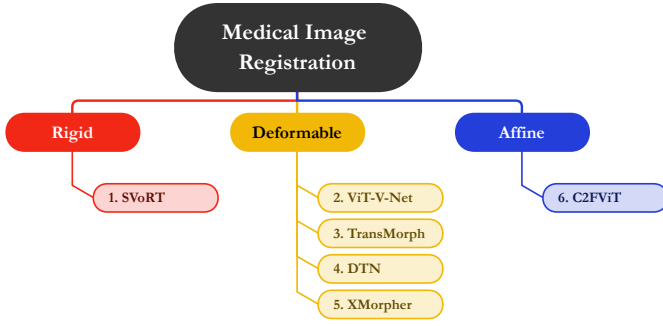 Medical Image
Registration
Rigid
Deformable
Affine
1. SVoRT
2. ViT-V-Net
3. TransMorph
4. DTN
5. XMorpher
6. C2FViT